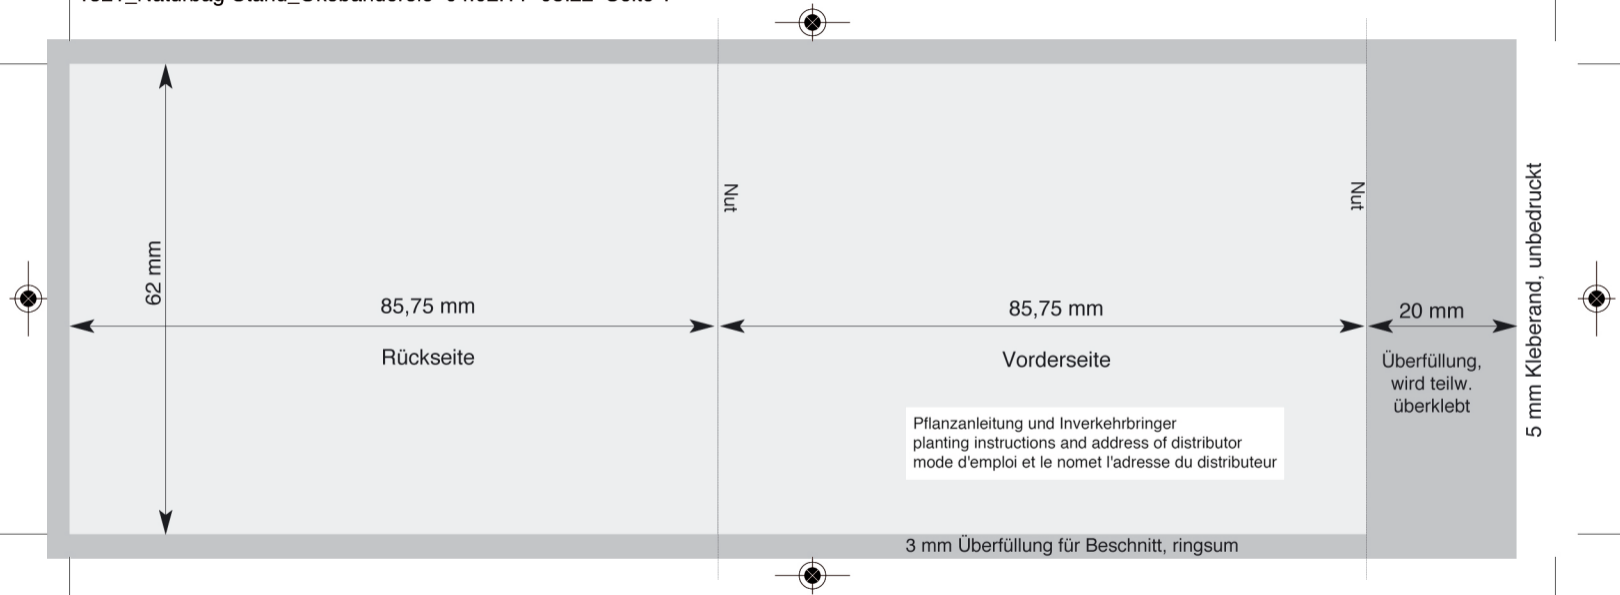 Nut
Nut
62 mm
85,75 mm
85,75 mm
20 mm
Rückseite
Vorderseite
Überfüllung,
wird teilw.
überklebt
5 mm Kleberand, unbedruckt
Pflanzanleitung und Inverkehrbringer
planting instructions and address of distributor
mode d'emploi et le nomet l'adresse du distributeur
3 mm Überfüllung für Beschnitt, ringsum